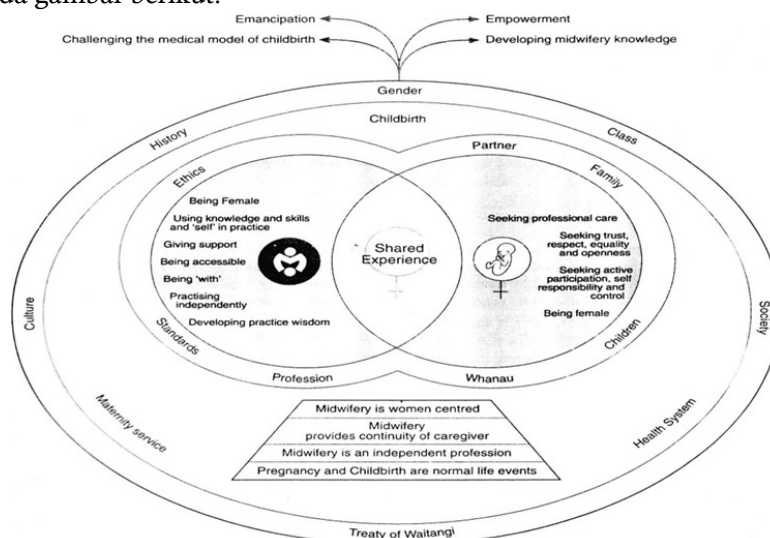 da gambar berikut:
Emancipation
Empowerment
Challenging the medical model of childbirth
Developing midwifery knowledge
Gender
History
Childbirth
Class
Ethics
Partner
Family
Being Female
Using knowledge and skills
and 'self' in practice
Giving support
Being accessible
Being 'with'
Practising
independently
Developing practice wisdom
Shared
Experience
Seeking professional care
Seeking trust,
respect, equality
and openness
Seeking active
participation, self
responsibility and
control
Being female
Culture
Society
Standards
Children
Profession
Whanau
Maternity service
Health System
Midwifery is women centred
Midwifery
provides continuity of caregiver
Midwifery is an independent profession
Pregnancy and Childbirth are normal life events
Treaty of Waitangi